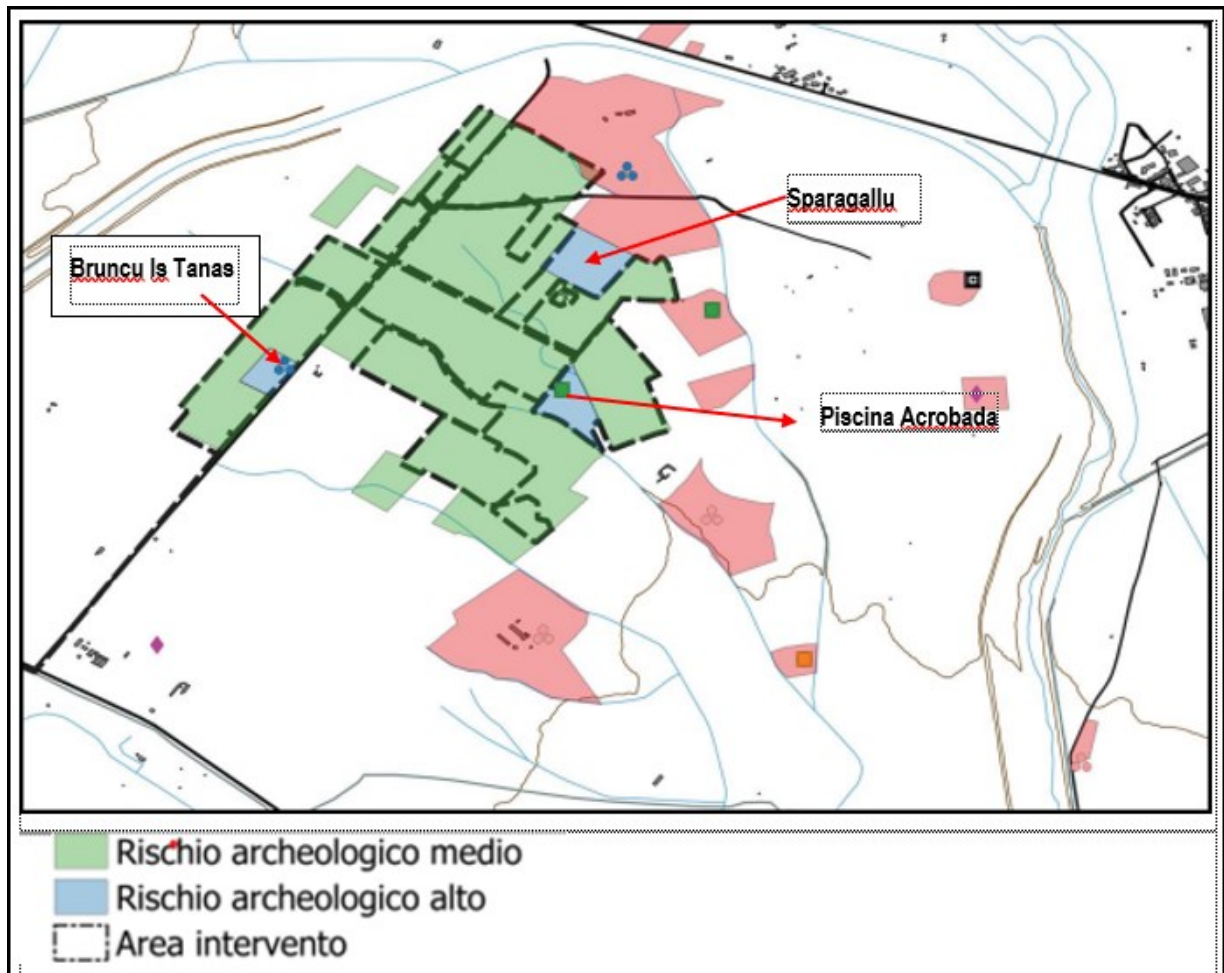 Sparagallu
Bruncu Is Tanas
Piscina Acrobada
Rischio archeologico medio
Rischio archeologico alto
Area intervento